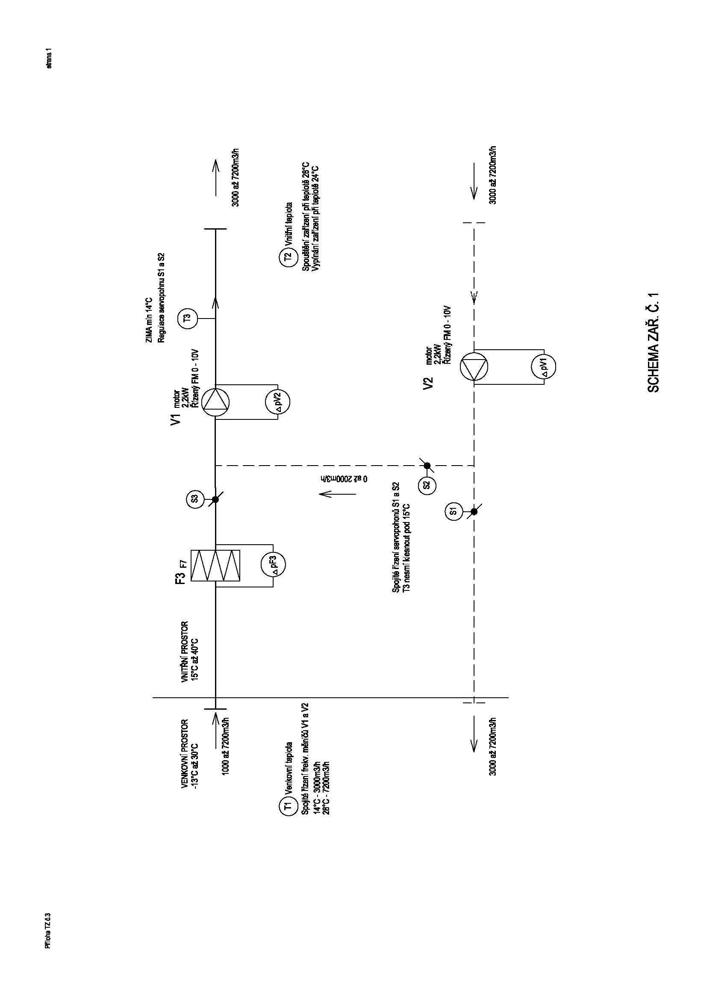 Příloha TZ č.3
strana 1
ZIMA min 14°C
Regulace servopohnu S1 a S2
T3
V1
motor
2,2kW
Řízený FM 0 - 10V
S3
F3 F7
VNITŘNÍ PROSTOR
15°C až 40°C
VENKOVNÍ PROSTOR
-13°C až 30°C
1000 až 7200m3/h
3000 až 7200m3/h
△pF3
△pV2
T1 Venkovní teplota
Spojité řízení frekv. měničů V1 a V2
14°C - 3000m3/h
28°C - 7200m3/h
T2 Vnitřní teplota
Spouštění zařízení při teplotě 28°C
Vypínání zařízení při teplotě 24°C
0 až 2000m3/h
Spojité řízení servopohonů S1 a S2
T3 nesmí klesnout pod 15°C
S2
S1
V2
motor
2,2kW
Řízený FM 0 - 10V
3000 až 7200m3/h
3000 až 7200m3/h
△pV1
SCHEMA ZAŘ. Č. 1